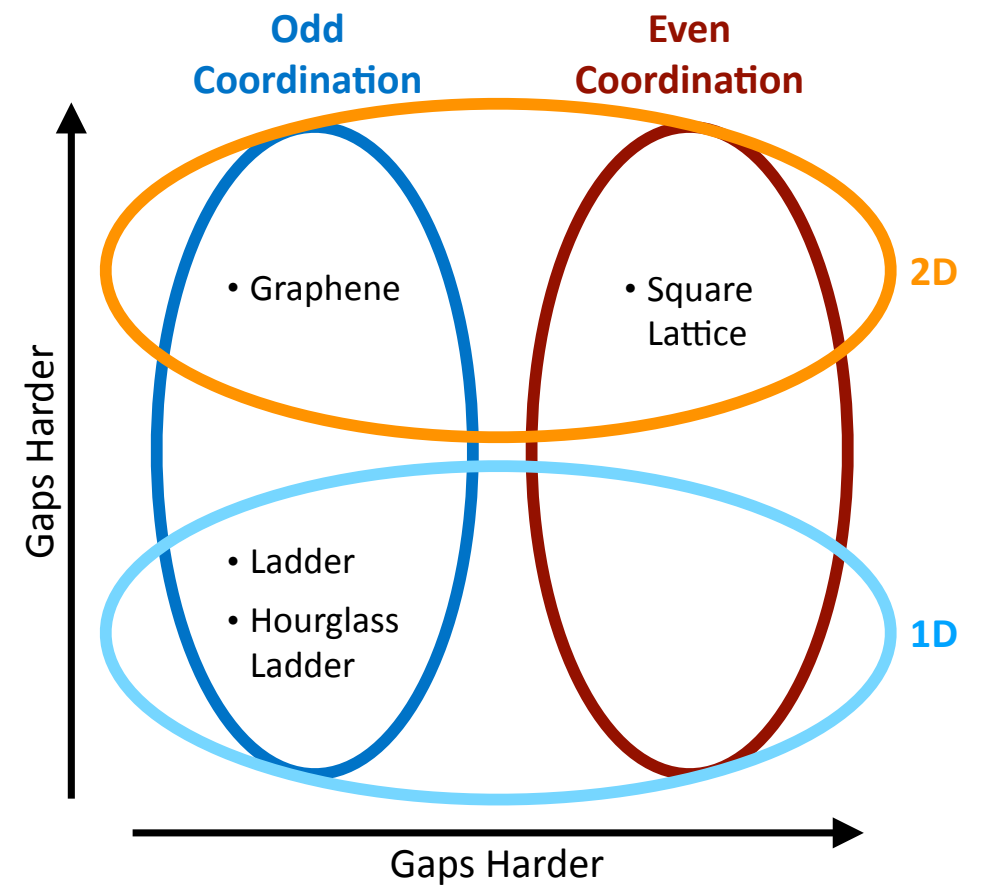 Odd
Coordination
Even
Coordination
• Graphene
• Square
Lattice
2D
Gaps Harder
• Ladder
• Hourglass
Ladder
1D
Gaps Harder